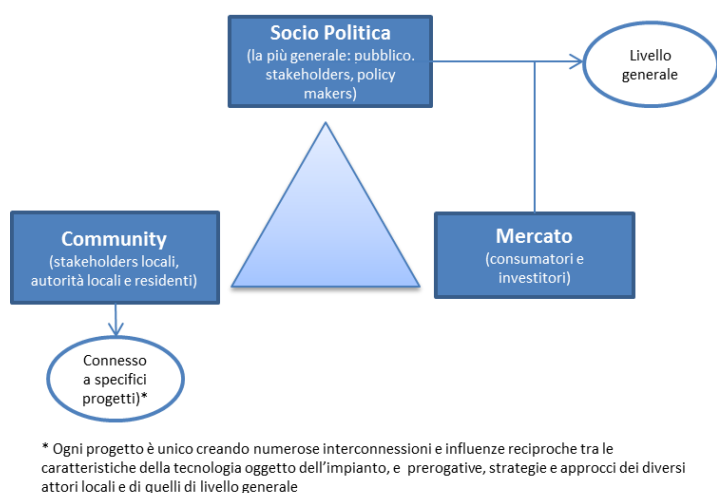 Socio Politica
(la più generale: pubblico.
stakeholders, policy
makers)
Livello
generale
Community
(stakeholders locali,
autorità locali e residenti)
Mercato
(consumatori e
investitori)
Connesso
a specifici
progetti)*
* Ogni progetto è unico creando numerose interconnessioni e influenze reciproche tra le
caratteristiche della tecnologia oggetto dell'impianto, e prerogative, strategie e approcci dei diversi
attori locali e di quelli di livello generale